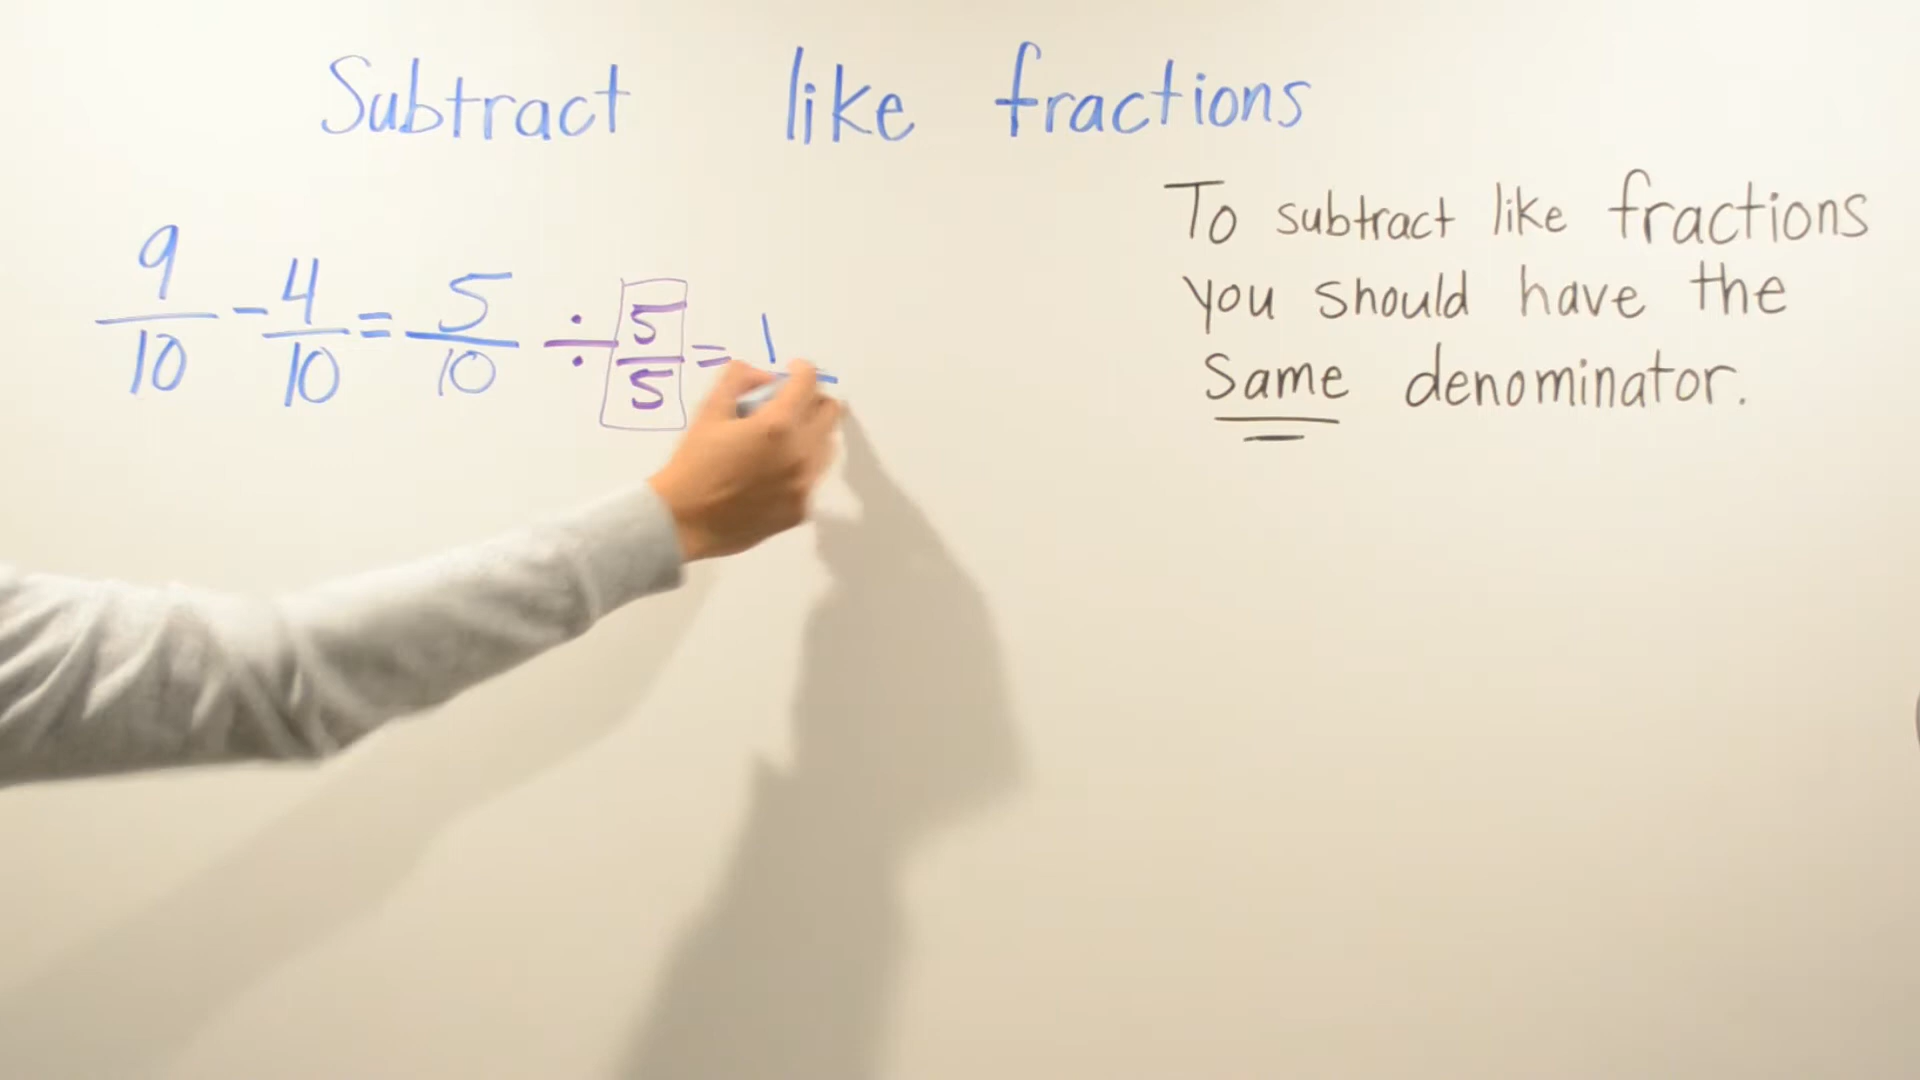 Subtract like fractions
To subtract like fractions
you should have the
Same denominator.
9/10 - 4/10 = 5/10 ÷ 5/5 = 1/